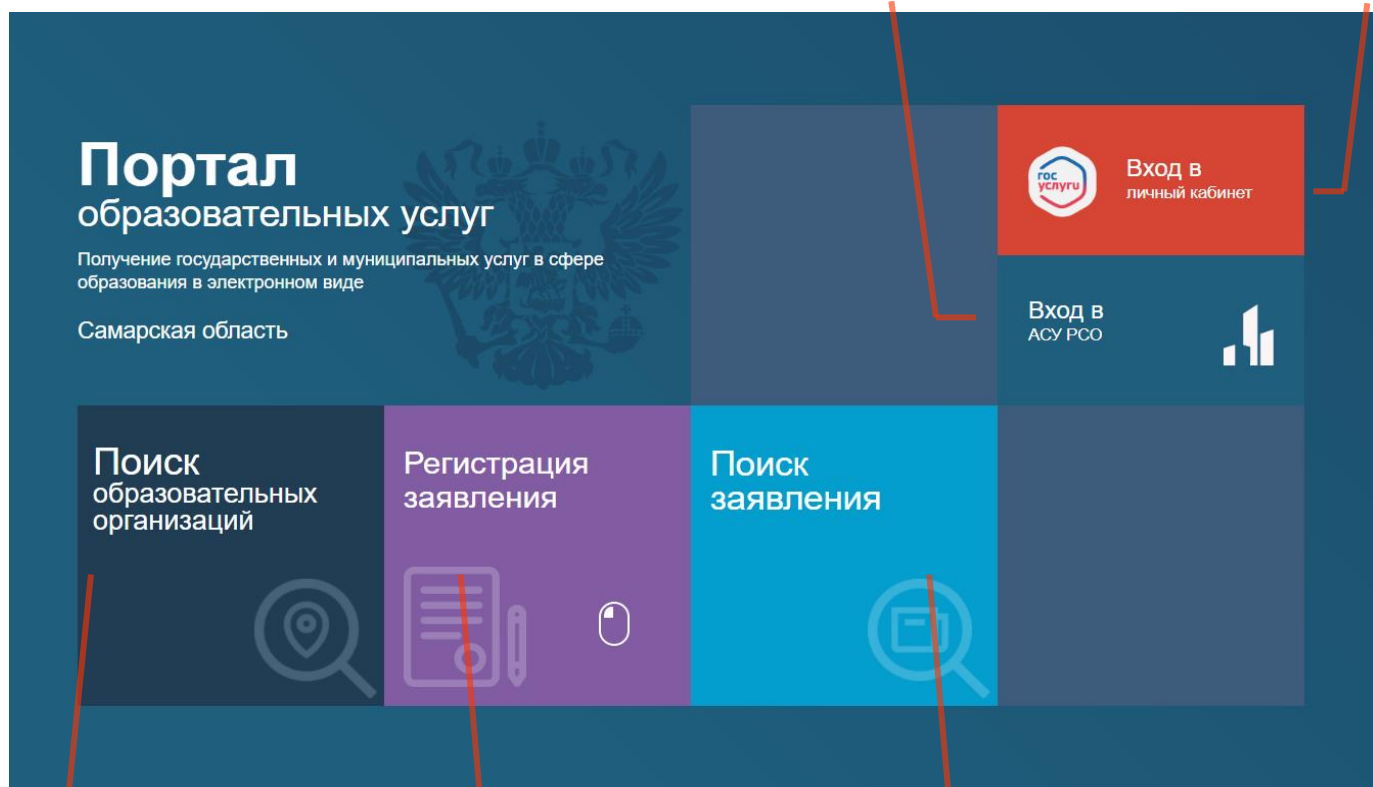 Портал
образовательных услуг
Получение государственных и муниципальных услуг в сфере
образования в электронном виде
Самарская область
гос
услуги
Вход в
личный кабинет
Вход в
АСУ РСО
Поиск
образовательных
организаций
Регистрация
заявления
Поиск
заявления